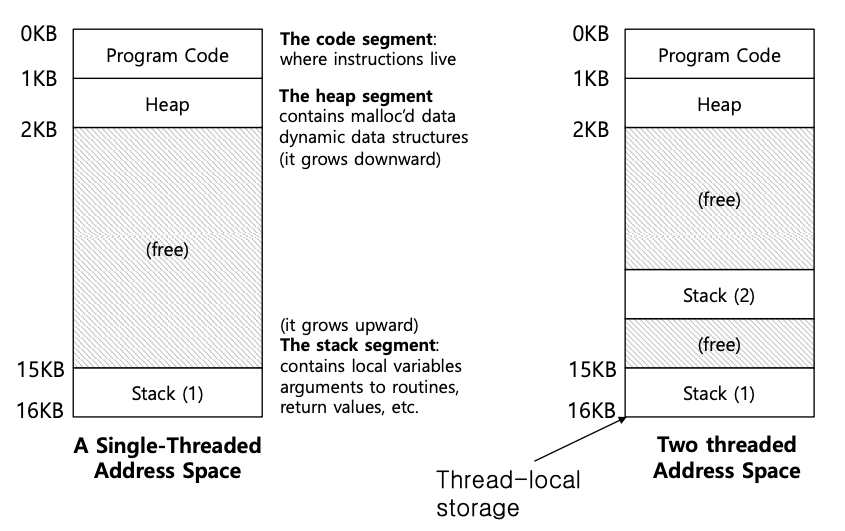 0KB
Program Code
1KB
Heap
2KB
(free)
15KB
Stack (1)
16KB
A Single-Threaded
Address Space
The code segment:
where instructions live
The heap segment
contains malloc’d data
dynamic data structures
(it grows downward)
(it grows upward)
The stack segment:
contains local variables
arguments to routines,
return values, etc.
0KB
Program Code
1KB
Heap
2KB
(free)
Stack (2)
(free)
15KB
Stack (1)
16KB
Two threaded
Address Space
Thread-local
storage